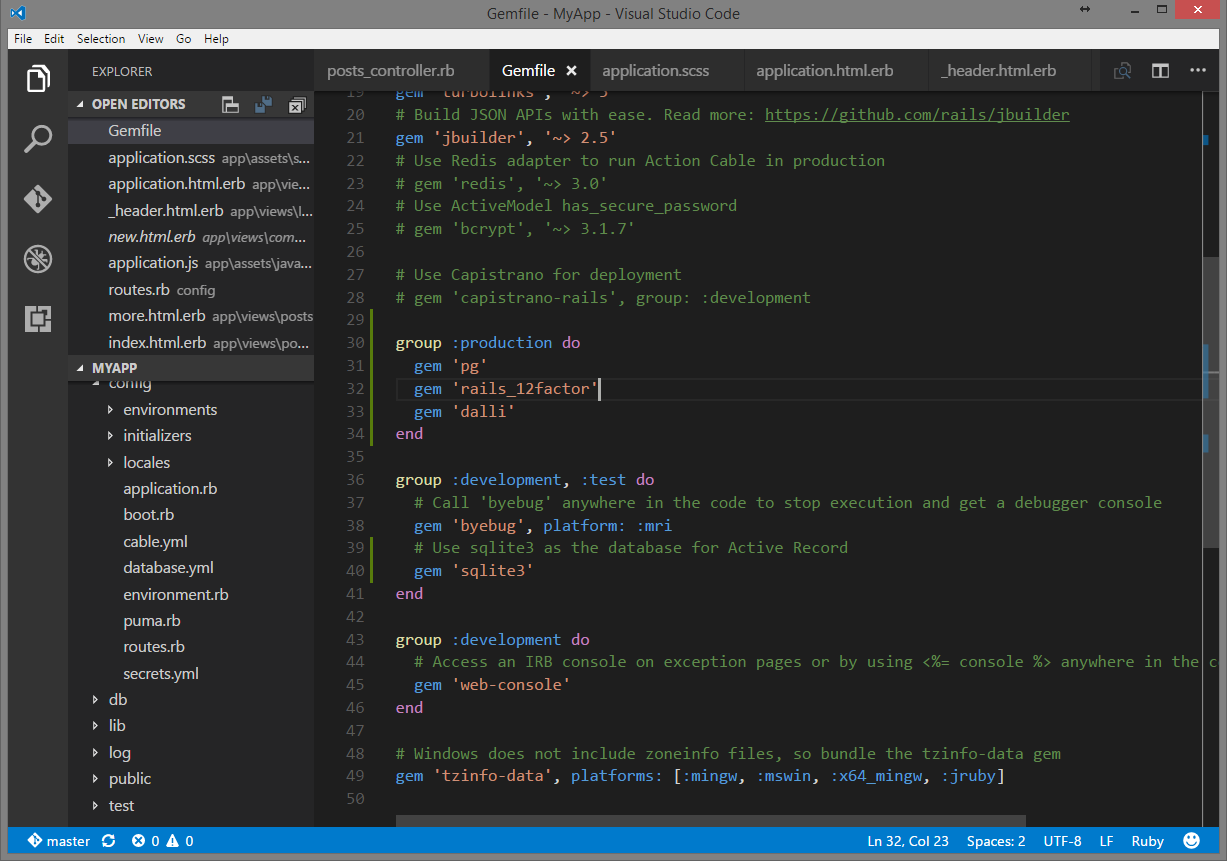 Gemfile - MyApp - Visual Studio Code
File Edit Selection View Go Help
EXPLORER
OPEN EDITORS
Gemfile
application.scss app\assets\s...
application.html.erb app\vie...
_header.html.erb app\views\l...
new.html.erb app\views\com...
application.js app\assets\java...
routes.rb config
more.html.erb app\views\posts
index.html.erb app\views\po...
MYAPP
config
environments
initializers
locales
application.rb
boot.rb
cable.yml
database.yml
environment.rb
puma.rb
routes.rb
secrets.yml
db
lib
log
public
test
posts_controller.rb Gemfile application.scss application.html.erb _header.html.erb
19 gem 'turbolinks', '~> 5'
20 # Build JSON APIs with ease. Read more: https://github.com/rails/jbuilder
21 gem 'jbuilder', '~> 2.5'
22 # Use Redis adapter to run Action Cable in production
23 # gem 'redis', '~> 3.0'
24 # Use ActiveModel has_secure_password
25 # gem 'bcrypt', '~> 3.1.7'
26
27 # Use Capistrano for deployment
28 # gem 'capistrano-rails', group: :development
29
30 group :production do
31 gem 'pg'
32 gem 'rails_12factor'
33 gem 'dalli'
34 end
35
36 group :development, :test do
37 # Call 'byebug' anywhere in the code to stop execution and get a debugger console
38 gem 'byebug', platform: :mri
39 # Use sqlite3 as the database for Active Record
40 gem 'sqlite3'
41 end
42
43 group :development do
44 # Access an IRB console on exception pages or by using <%= console %> anywhere in the c
45 gem 'web-console'
46 end
47
48 # Windows does not include zoneinfo files, so bundle the tzinfo-data gem
49 gem 'tzinfo-data', platforms: [:mingw, :mswin, :x64_mingw, :jruby]
50
master 0 0 Ln 32, Col 23 Spaces: 2 UTF-8 LF Ruby